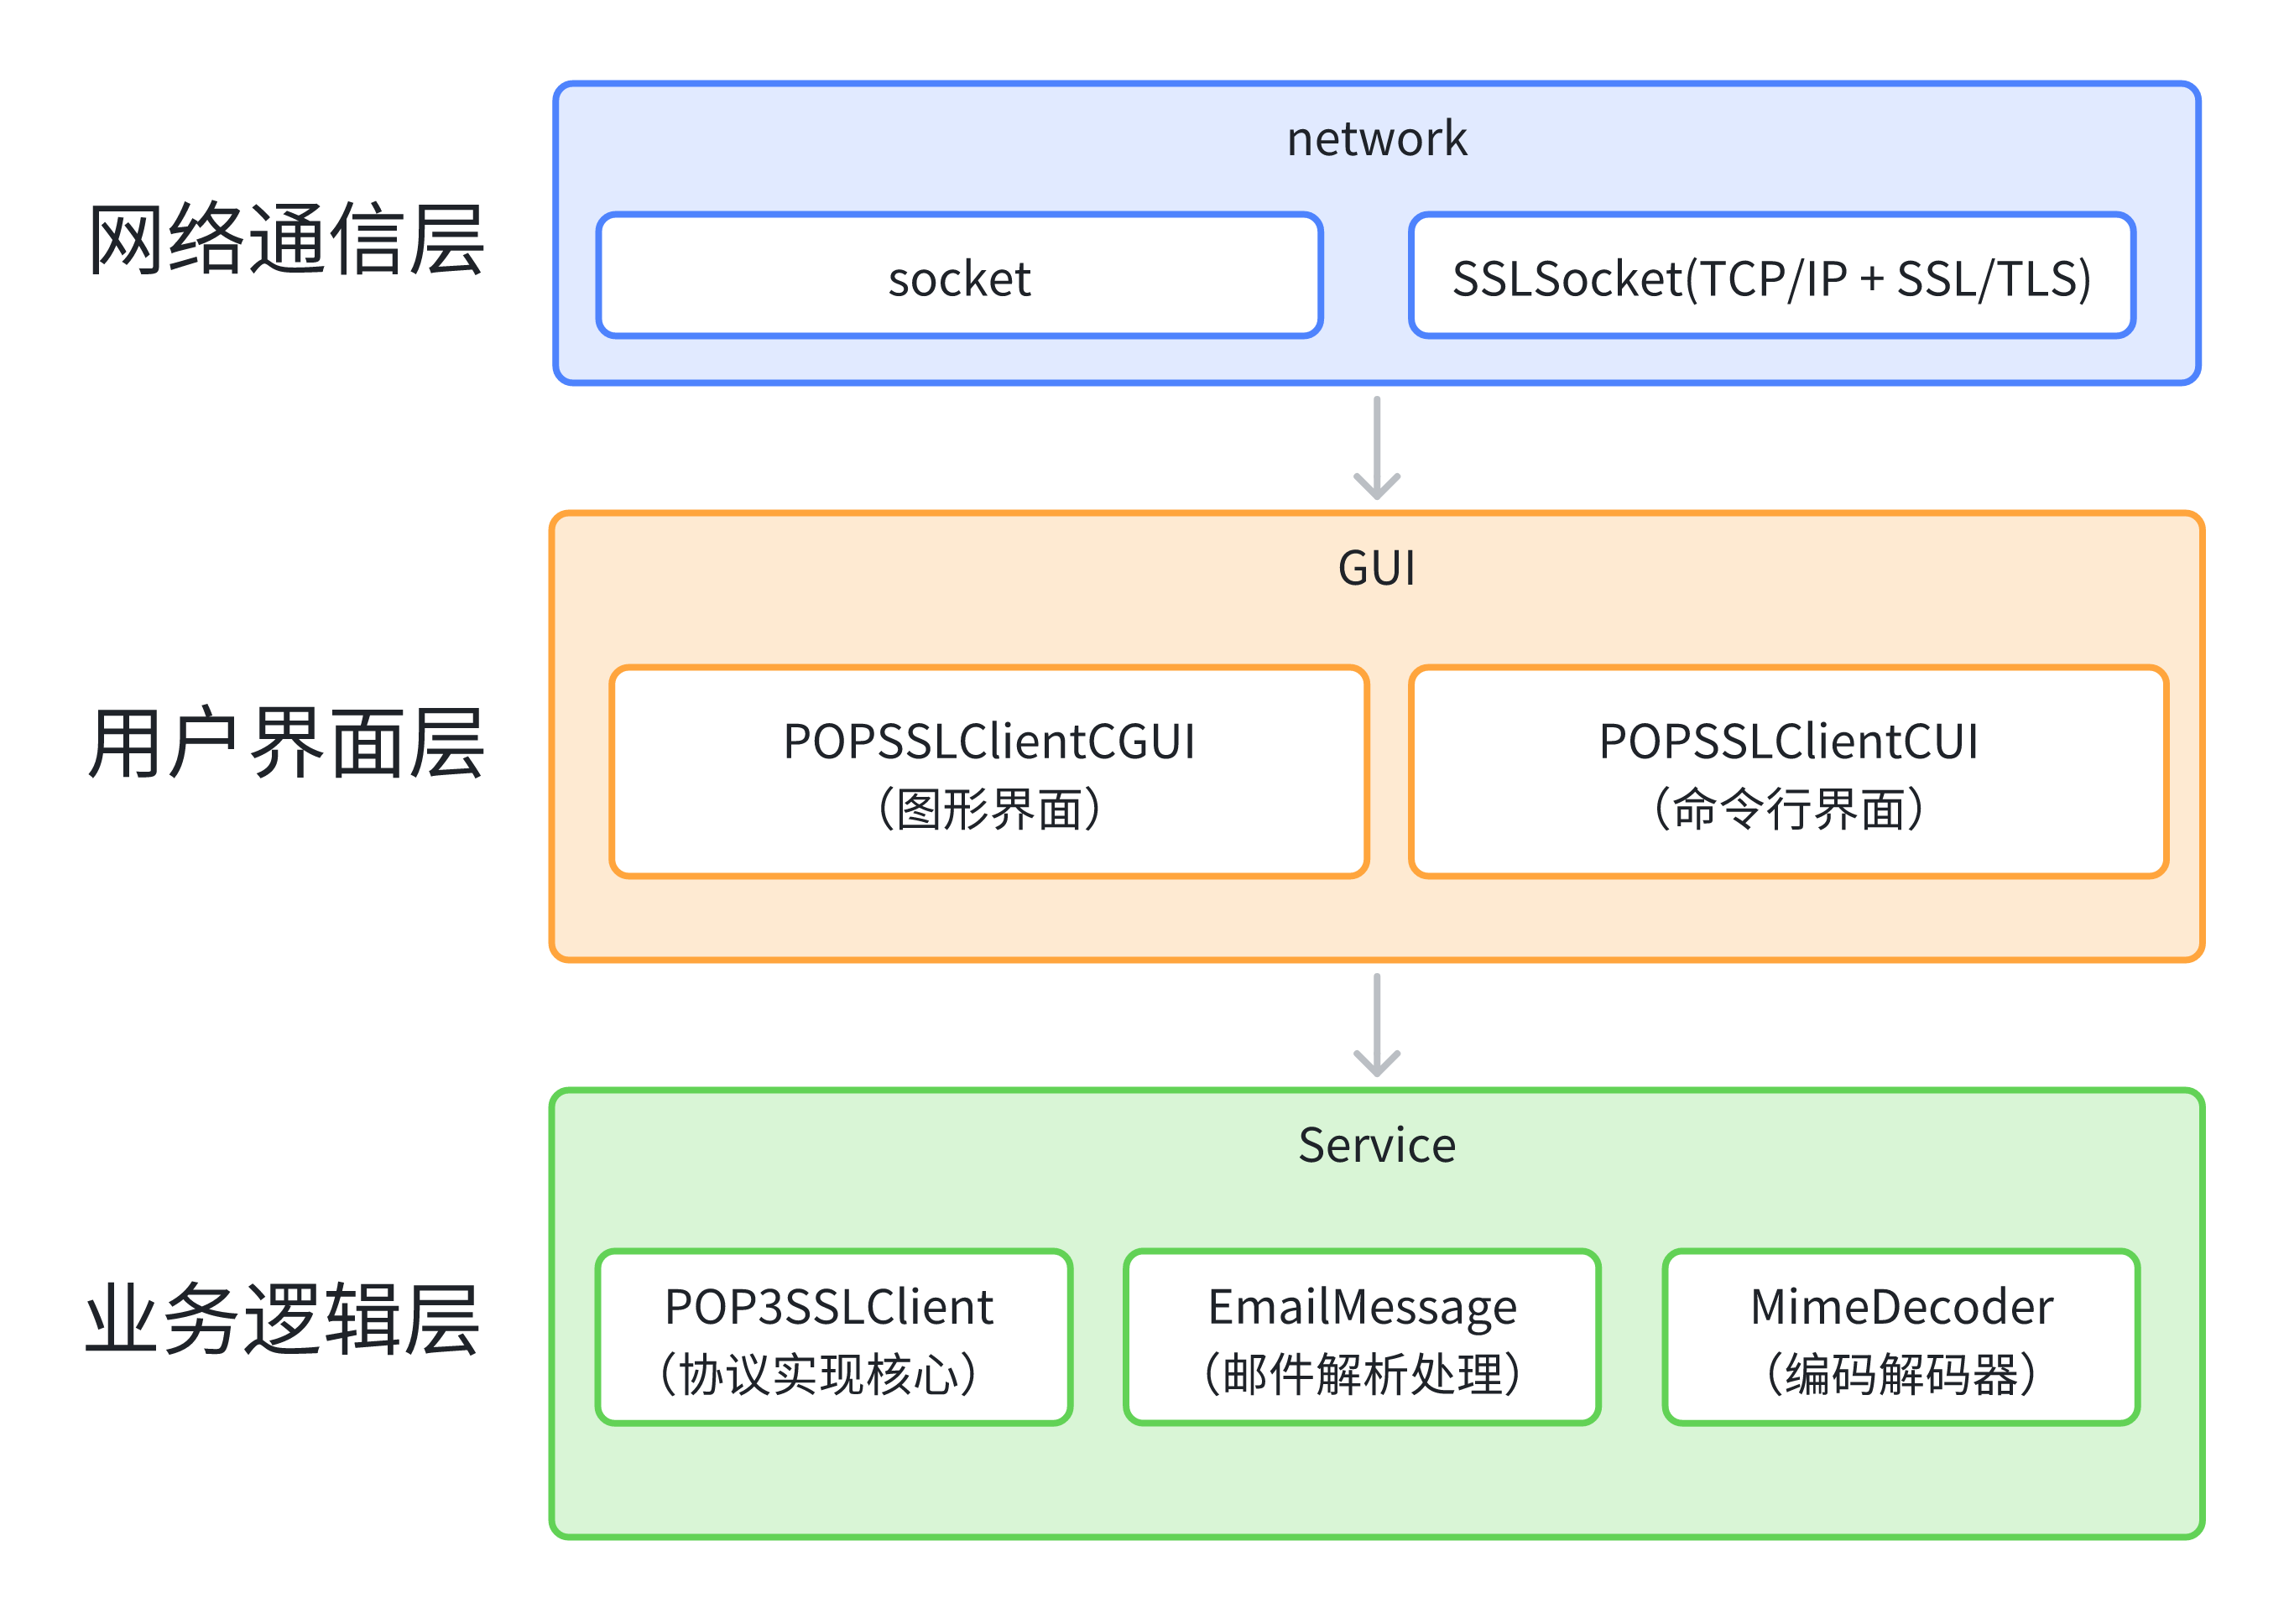 网络通信层
network
socket
SSLSocket(TCP/IP + SSL/TLS)
用户界面层
GUI
POPSSLClientCGUI
（图形界面）
POPSSLClientCUI
（命令行界面）
业务逻辑层
Service
POP3SSLClient
（协议实现核心）
EmailMessage
（邮件解析处理）
MimeDecoder
（编码解码器）